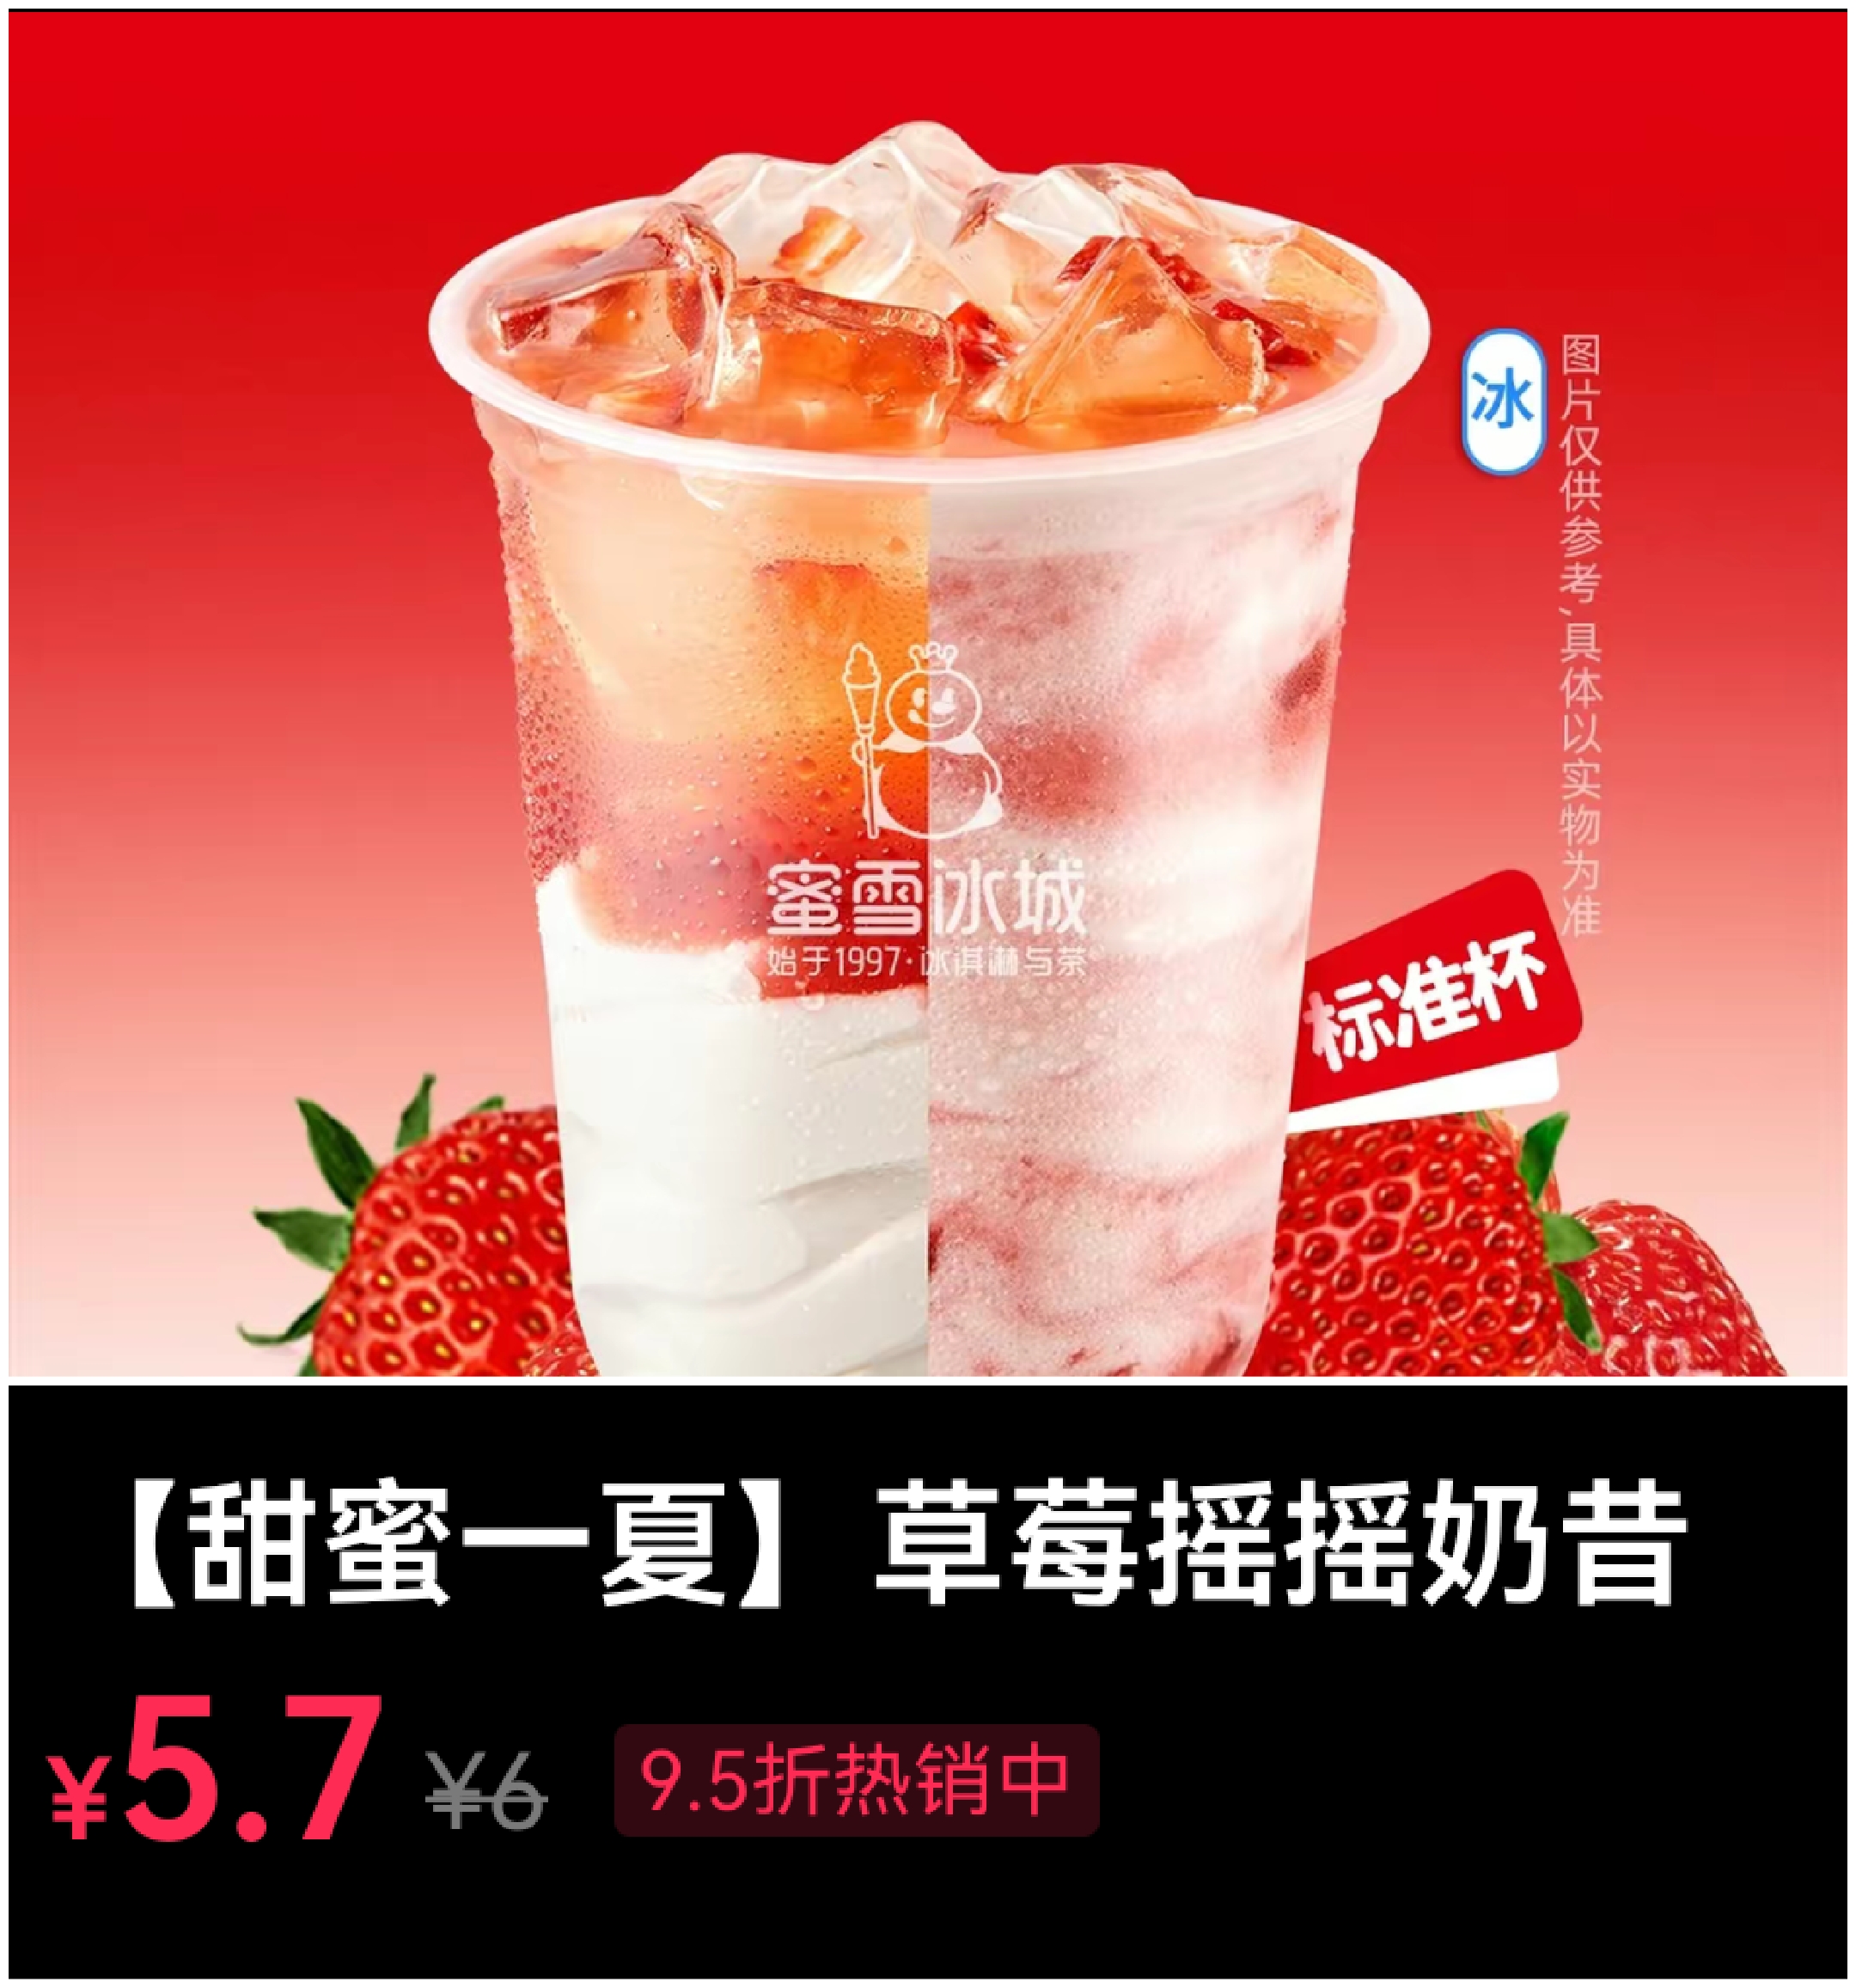 冰
图片仅供参考,具体以实物为准
蜜雪冰城
始于1997·冰淇淋与茶
标准杯
【甜蜜一夏】草莓摇摇奶昔
¥5.7 ¥6 9.5折热销中